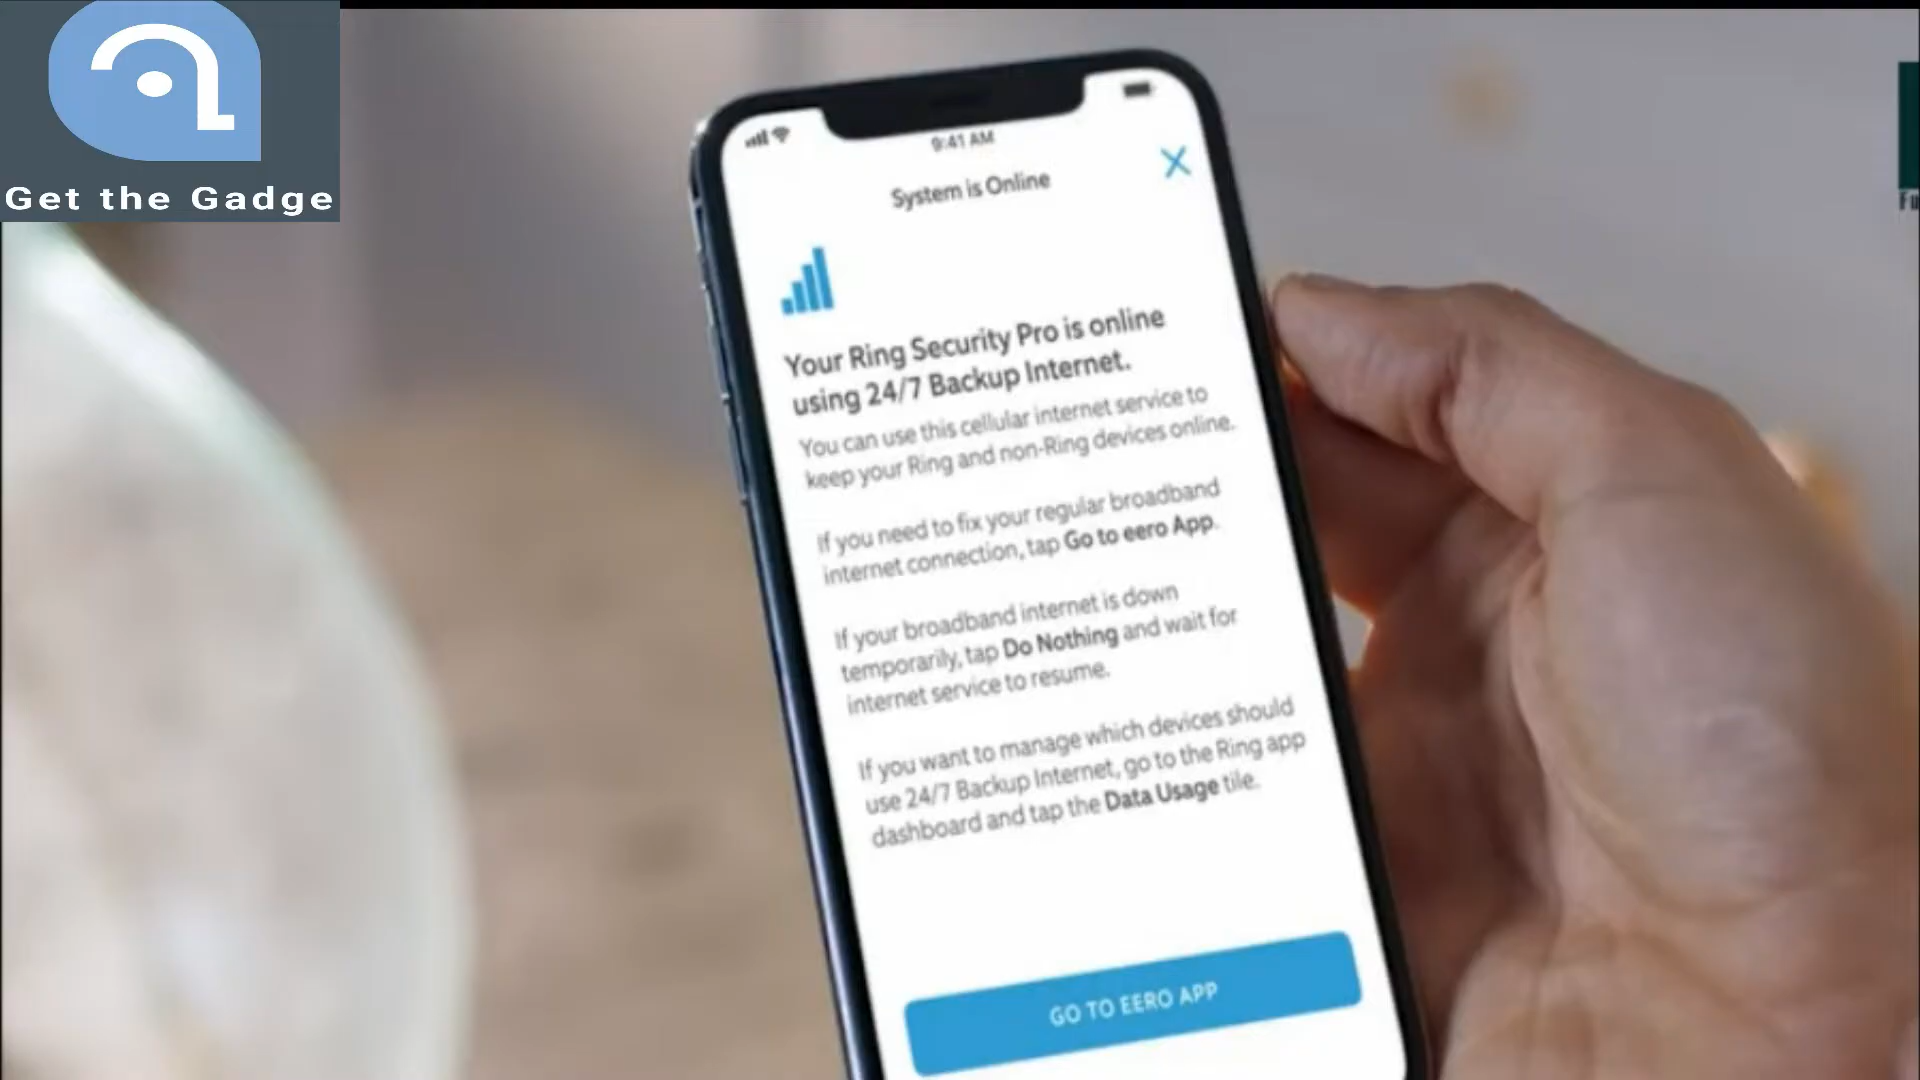 Get the Gadge
9:41 AM
System is Online
Your Ring Security Pro is online
using 24/7 Backup Internet.
You can use this cellular internet service to
keep your Ring and non-Ring devices online.
If you need to fix your regular broadband
internet connection, tap Go to eero App.
If your broadband internet is down
temporarily, tap Do Nothing and wait for
internet service to resume.
If you want to manage which devices should
use 24/7 Backup Internet, go to the Ring app
dashboard and tap the Data Usage tile.
GO TO EERO APP